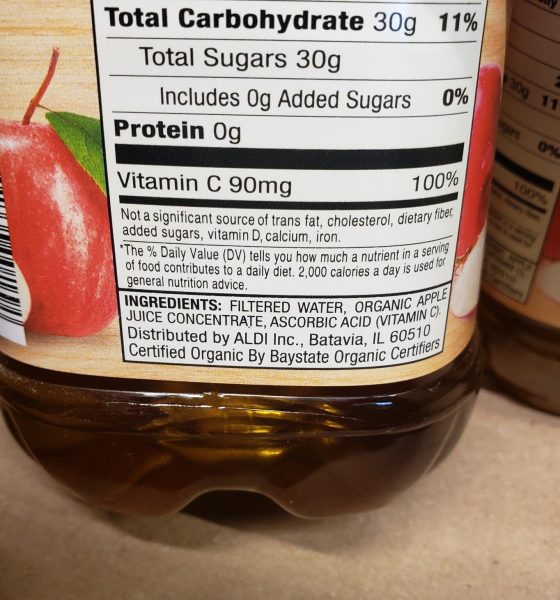 Total Carbohydrate 30g 11%
Total Sugars 30g
Includes 0g Added Sugars 0%
Protein 0g
Vitamin C 90mg 100%
Not a significant source of trans fat, cholesterol, dietary fiber,
added sugars, vitamin D, calcium, iron.
*The % Daily Value (DV) tells you how much a nutrient in a serving
of food contributes to a daily diet. 2,000 calories a day is used for
general nutrition advice.
INGREDIENTS: FILTERED WATER, ORGANIC APPLE
JUICE CONCENTRATE, ASCORBIC ACID (VITAMIN C).
Distributed by ALDI Inc., Batavia, IL 60510
Certified Organic By Baystate Organic Certifiers
30g 11
0%
100%